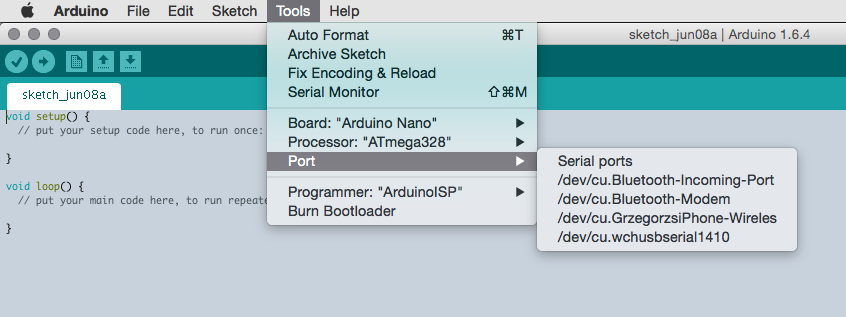 Arduino File Edit Sketch Tools Help
sketch_jun08a | Arduino 1.6.4
sketch_jun08a
void setup() {
// put your setup code here, to run once:
}
void loop() {
// put your main code here, to run repeate
}
Auto Format ⌘T
Archive Sketch
Fix Encoding & Reload
Serial Monitor ⇧⌘M
Board: "Arduino Nano"
Processor: "ATmega328"
Port
Programmer: "ArduinoISP"
Burn Bootloader
Serial ports
/dev/cu.Bluetooth-Incoming-Port
/dev/cu.Bluetooth-Modem
/dev/cu.GrzegorzsiPhone-Wireles
/dev/cu.wchusbserial1410